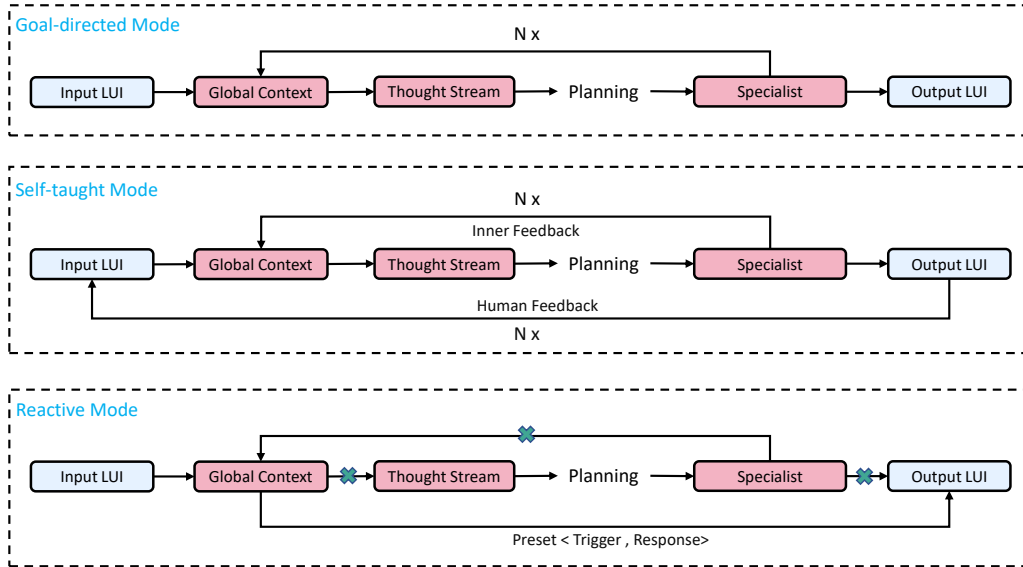 Goal-directed Mode
N x
Input LUI
Global Context
Thought Stream
Planning
Specialist
Output LUI
Self-taught Mode
N x
Inner Feedback
Input LUI
Global Context
Thought Stream
Planning
Specialist
Output LUI
Human Feedback
N x
Reactive Mode
Input LUI
Global Context
Thought Stream
Planning
Specialist
Output LUI
Preset < Trigger , Response>